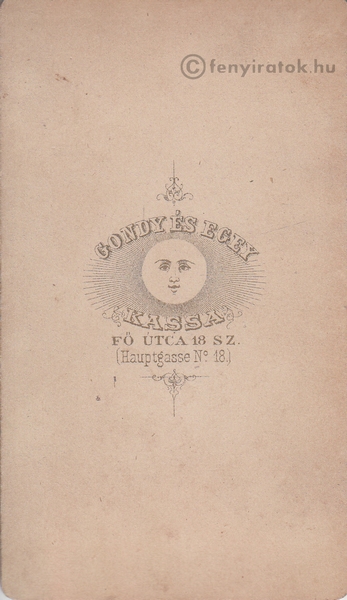 ©fenyiratok.hu
GONDY ÉS EGEY
KASSA
FŐ UTCA 18 SZ.
(Hauptgasse No. 18.)